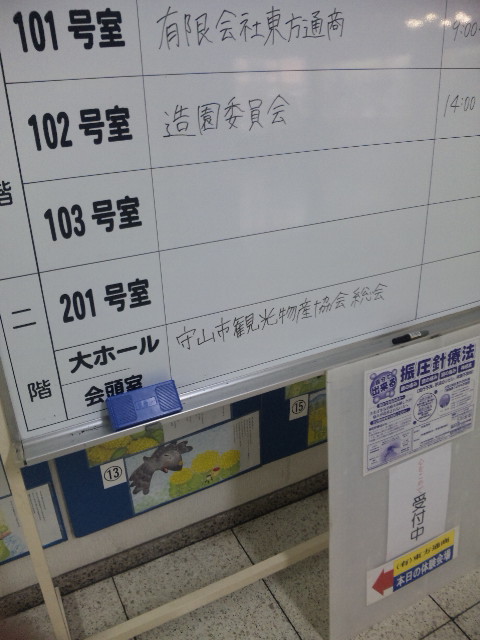 101号室 有限会社東方通商 9:00
102号室 造園委員会 14:00
103号室
201号室
大ホール 守山市観光物産協会総会
会頭室
二階
階
⑬
⑮
振圧針療法
受付中
(有)東方通商
本日の体験会場